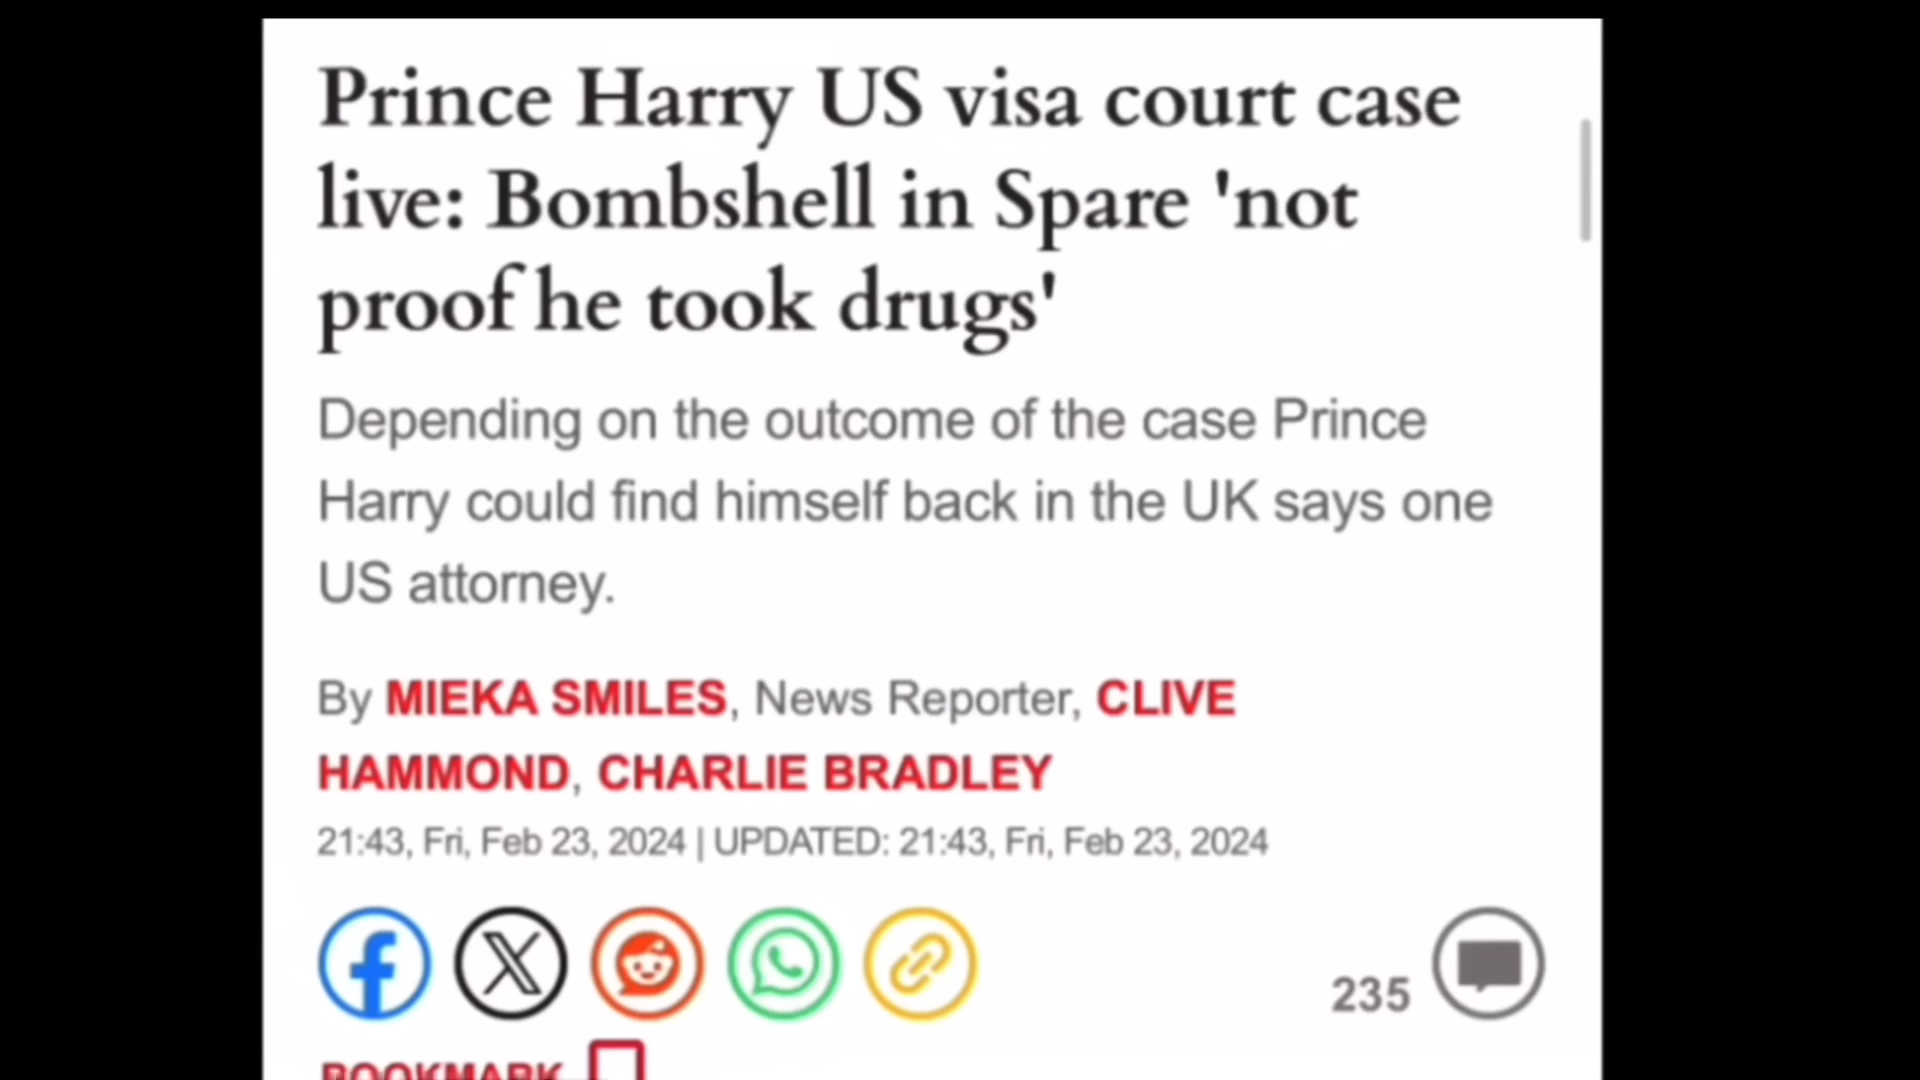 Prince Harry US visa court case
live: Bombshell in Spare 'not
proof he took drugs'
Depending on the outcome of the case Prince
Harry could find himself back in the UK says one
US attorney.
By MIEKA SMILES, News Reporter, CLIVE
HAMMOND, CHARLIE BRADLEY
21:43, Fri, Feb 23, 2024 | UPDATED: 21:43, Fri, Feb 23, 2024
235
BOOKMARK